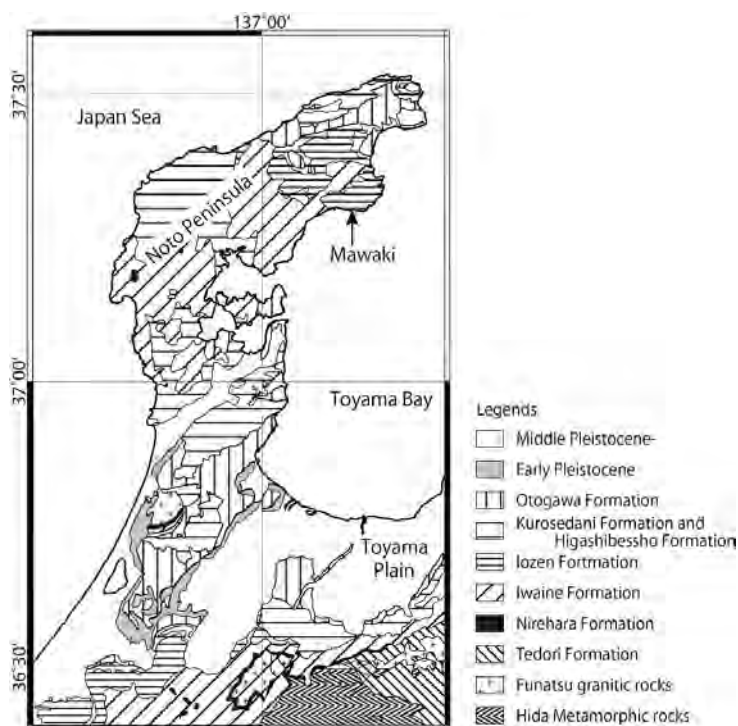 137°00'
37°30'
Japan Sea
Noto Peninsula
Mawaki
37°00'
Toyama Bay
Toyama
Plain
36°30'
Legends
Middle Pleistocene-
Early Pleistocene
Otogawa Formation
Kurosedani Formation and
Higashibessho Formation
Iozen Fortmation
Iwaine Formation
Nirehara Formation
Tedori Formation
Funatsu granitic rocks
Hida Metamorphic rocks